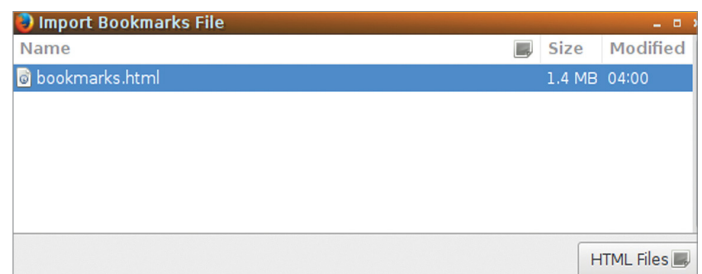 Import Bookmarks File
Name Size Modified
bookmarks.html 1.4 MB 04:00
HTML Files